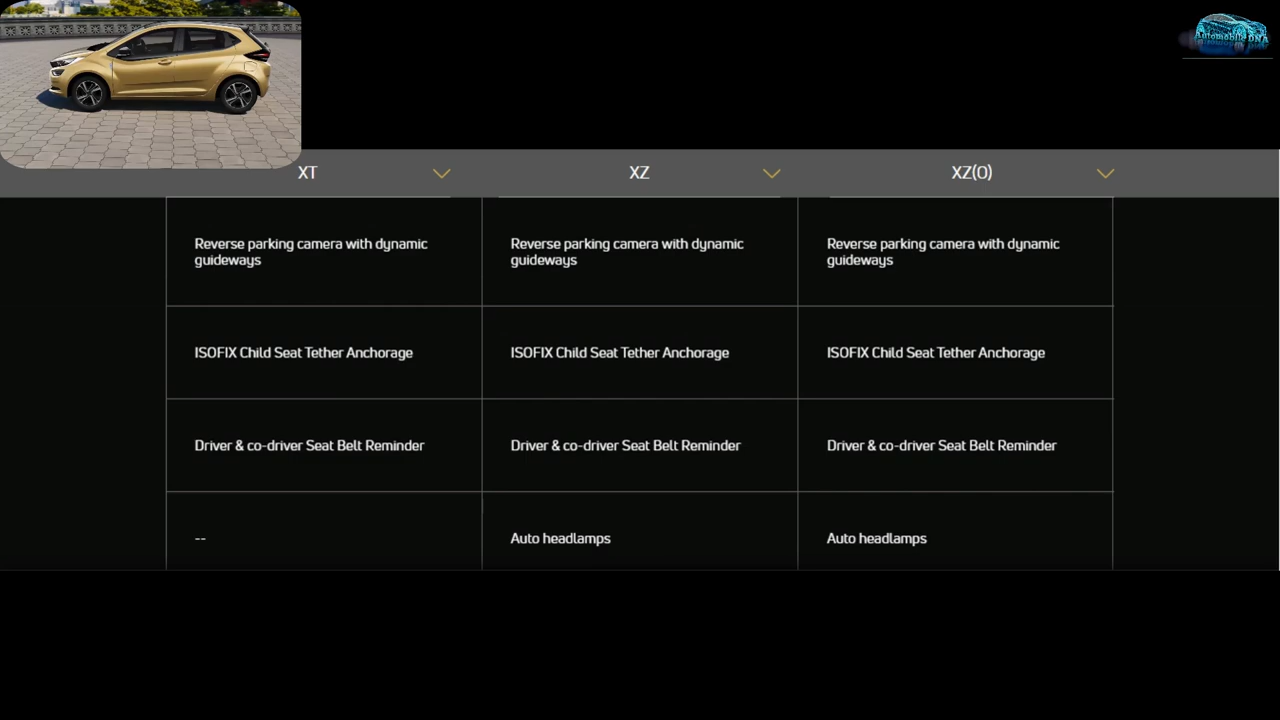 Automobile DNA
XT XZ XZ(O)
Reverse parking camera with dynamic
guideways
Reverse parking camera with dynamic
guideways
Reverse parking camera with dynamic
guideways
ISOFIX Child Seat Tether Anchorage
ISOFIX Child Seat Tether Anchorage
ISOFIX Child Seat Tether Anchorage
Driver & co-driver Seat Belt Reminder
Driver & co-driver Seat Belt Reminder
Driver & co-driver Seat Belt Reminder
--
Auto headlamps
Auto headlamps